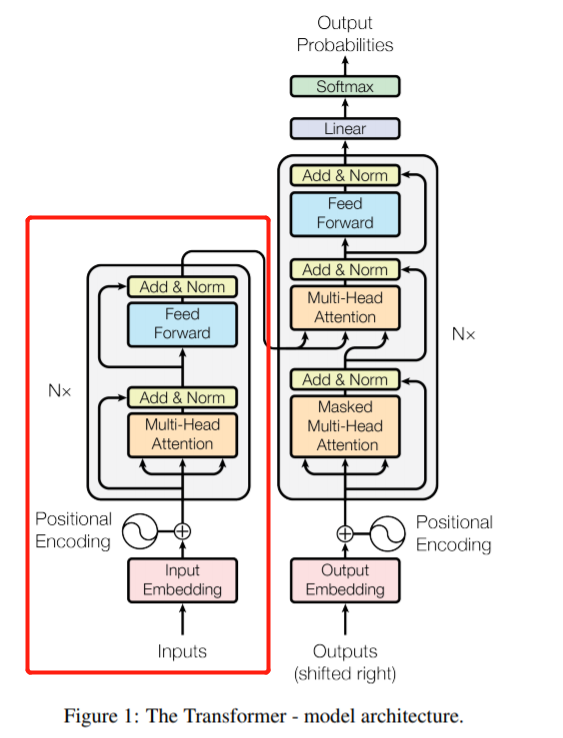 Output
Probabilities
Softmax
Linear
Add & Norm
Feed
Forward
Add & Norm
Multi-Head
Attention
Add & Norm
Masked
Multi-Head
Attention
Nx
Positional
Encoding
Output
Embedding
Outputs
(shifted right)
Add & Norm
Feed
Forward
Add & Norm
Multi-Head
Attention
N×
Positional
Encoding
Input
Embedding
Inputs
Figure 1: The Transformer - model architecture.